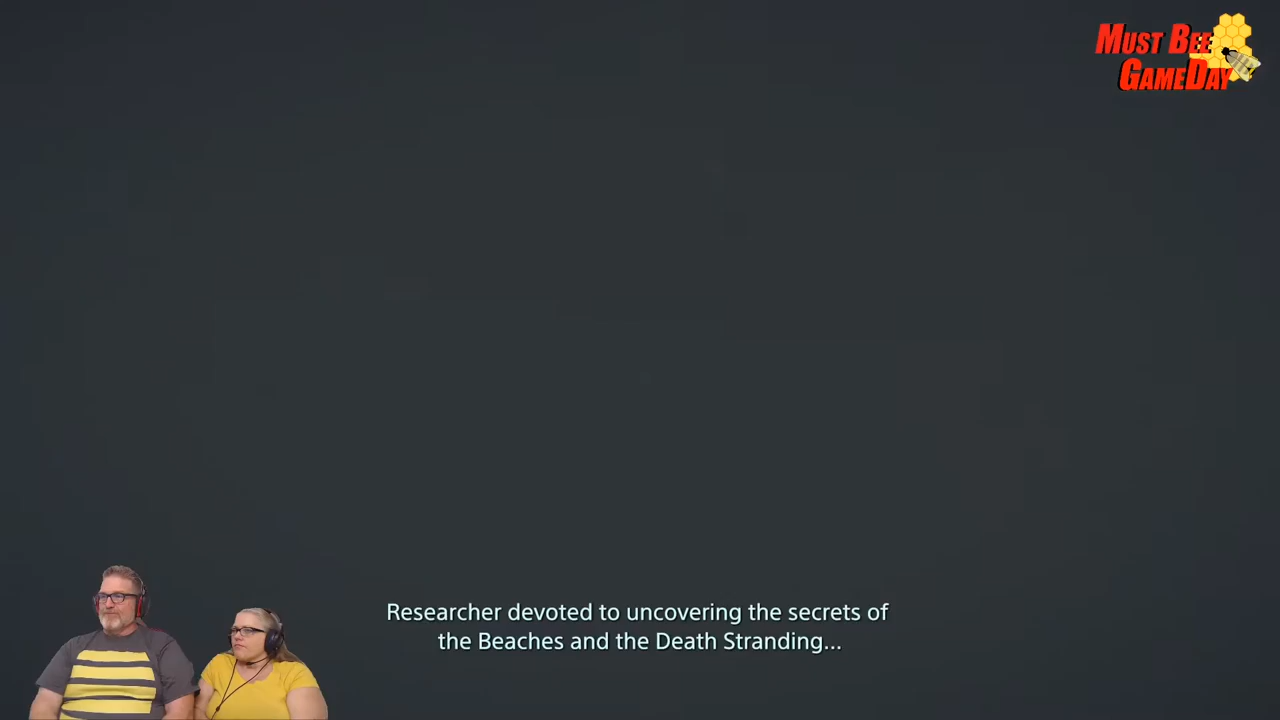 Must Bee
GameDay
Researcher devoted to uncovering the secrets of
the Beaches and the Death Stranding...